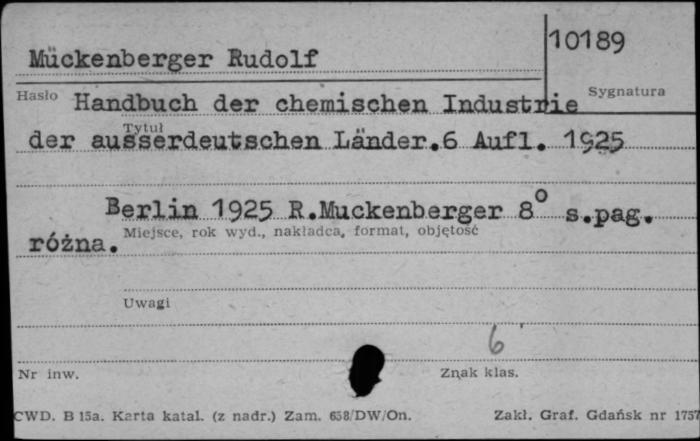 Mückenberger Rudolf
10189
Hasło
Sygnatura
Handbuch der chemischen Industrie
Tytuł
der ausserdeutschen Länder.6 Aufl. 1925
Berlin 1925 R.Muckenberger 8° s.pag.
Miejsce, rok wyd., nakładca, format, objętość
różna.
Uwagi
6
Nr inw.
Znak klas.
CWD. B 15a. Karta katal. (z nadr.) Zam. 658/DW/On.
Zakł. Graf. Gdańsk nr 1757